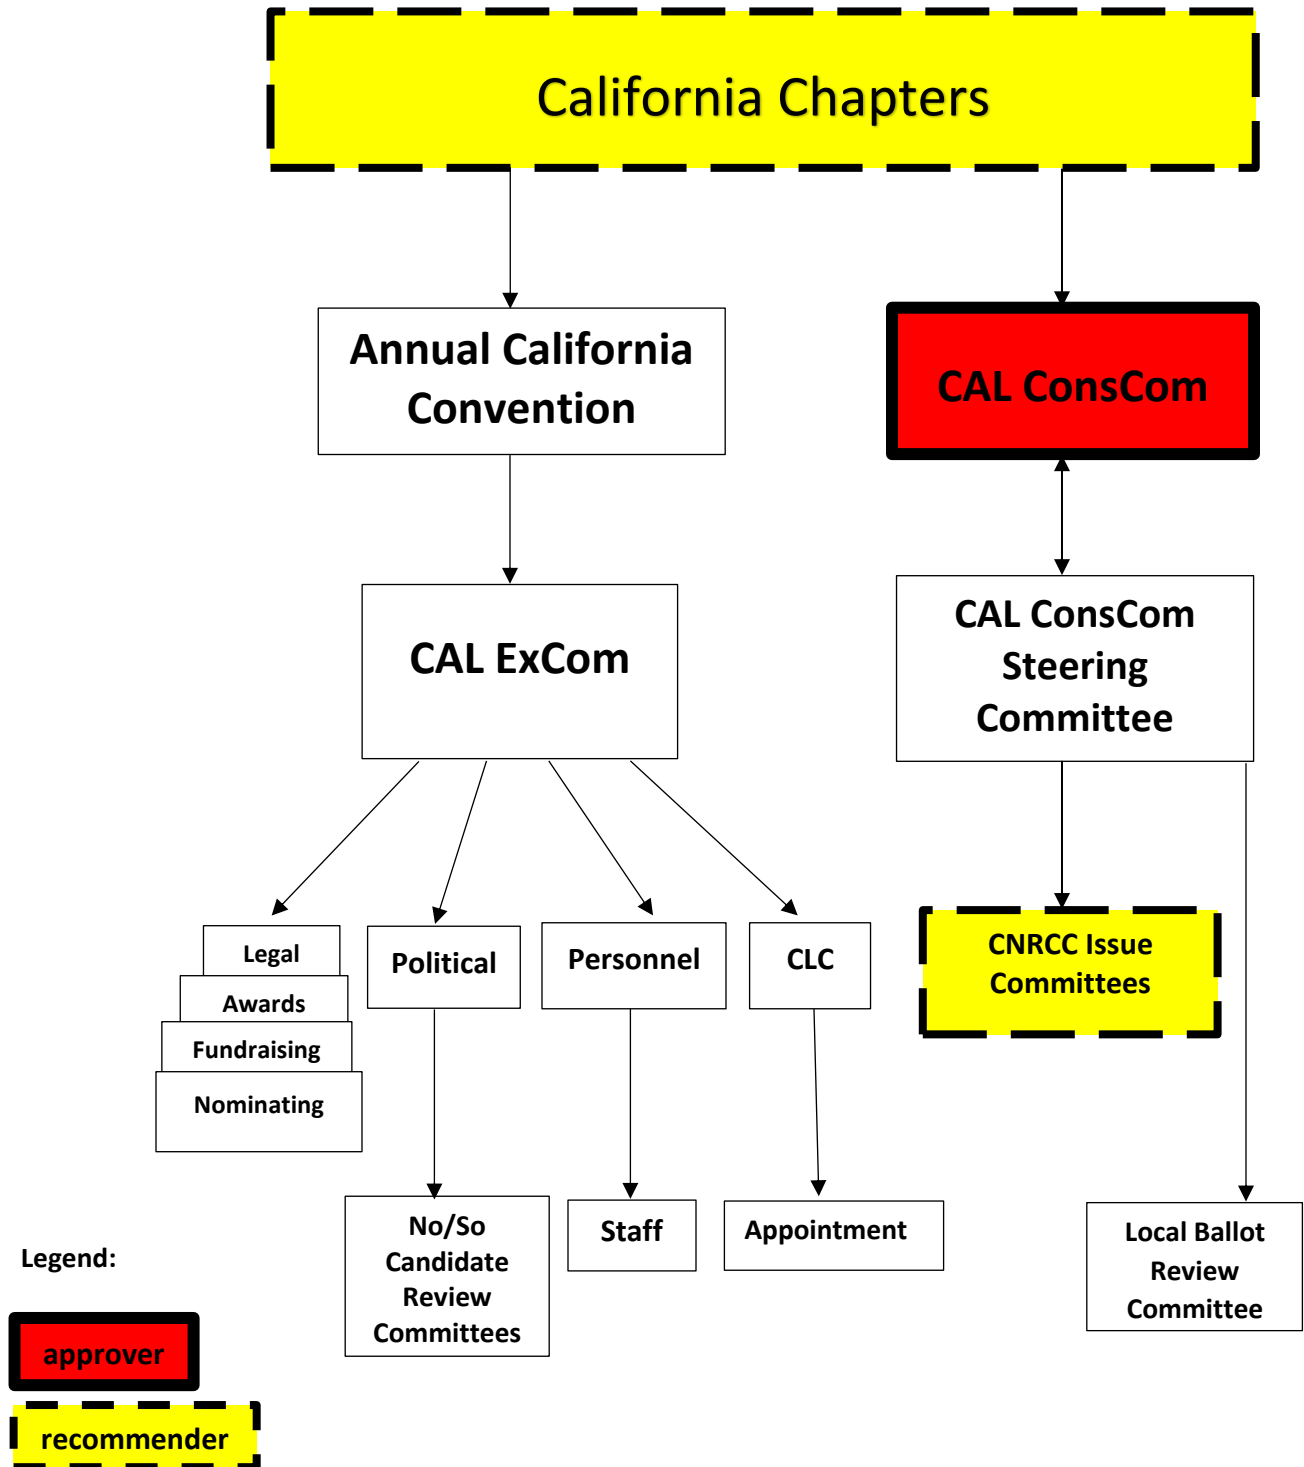 California Chapters
Annual California
Convention
CAL ConsCom
CAL ExCom
CAL ConsCom
Steering
Committee
Legal
Awards
Fundraising
Nominating
Political
Personnel
CLC
CNRCC Issue
Committees
No/So
Candidate
Review
Committees
Staff
Appointment
Local Ballot
Review
Committee
Legend:
approver
recommender